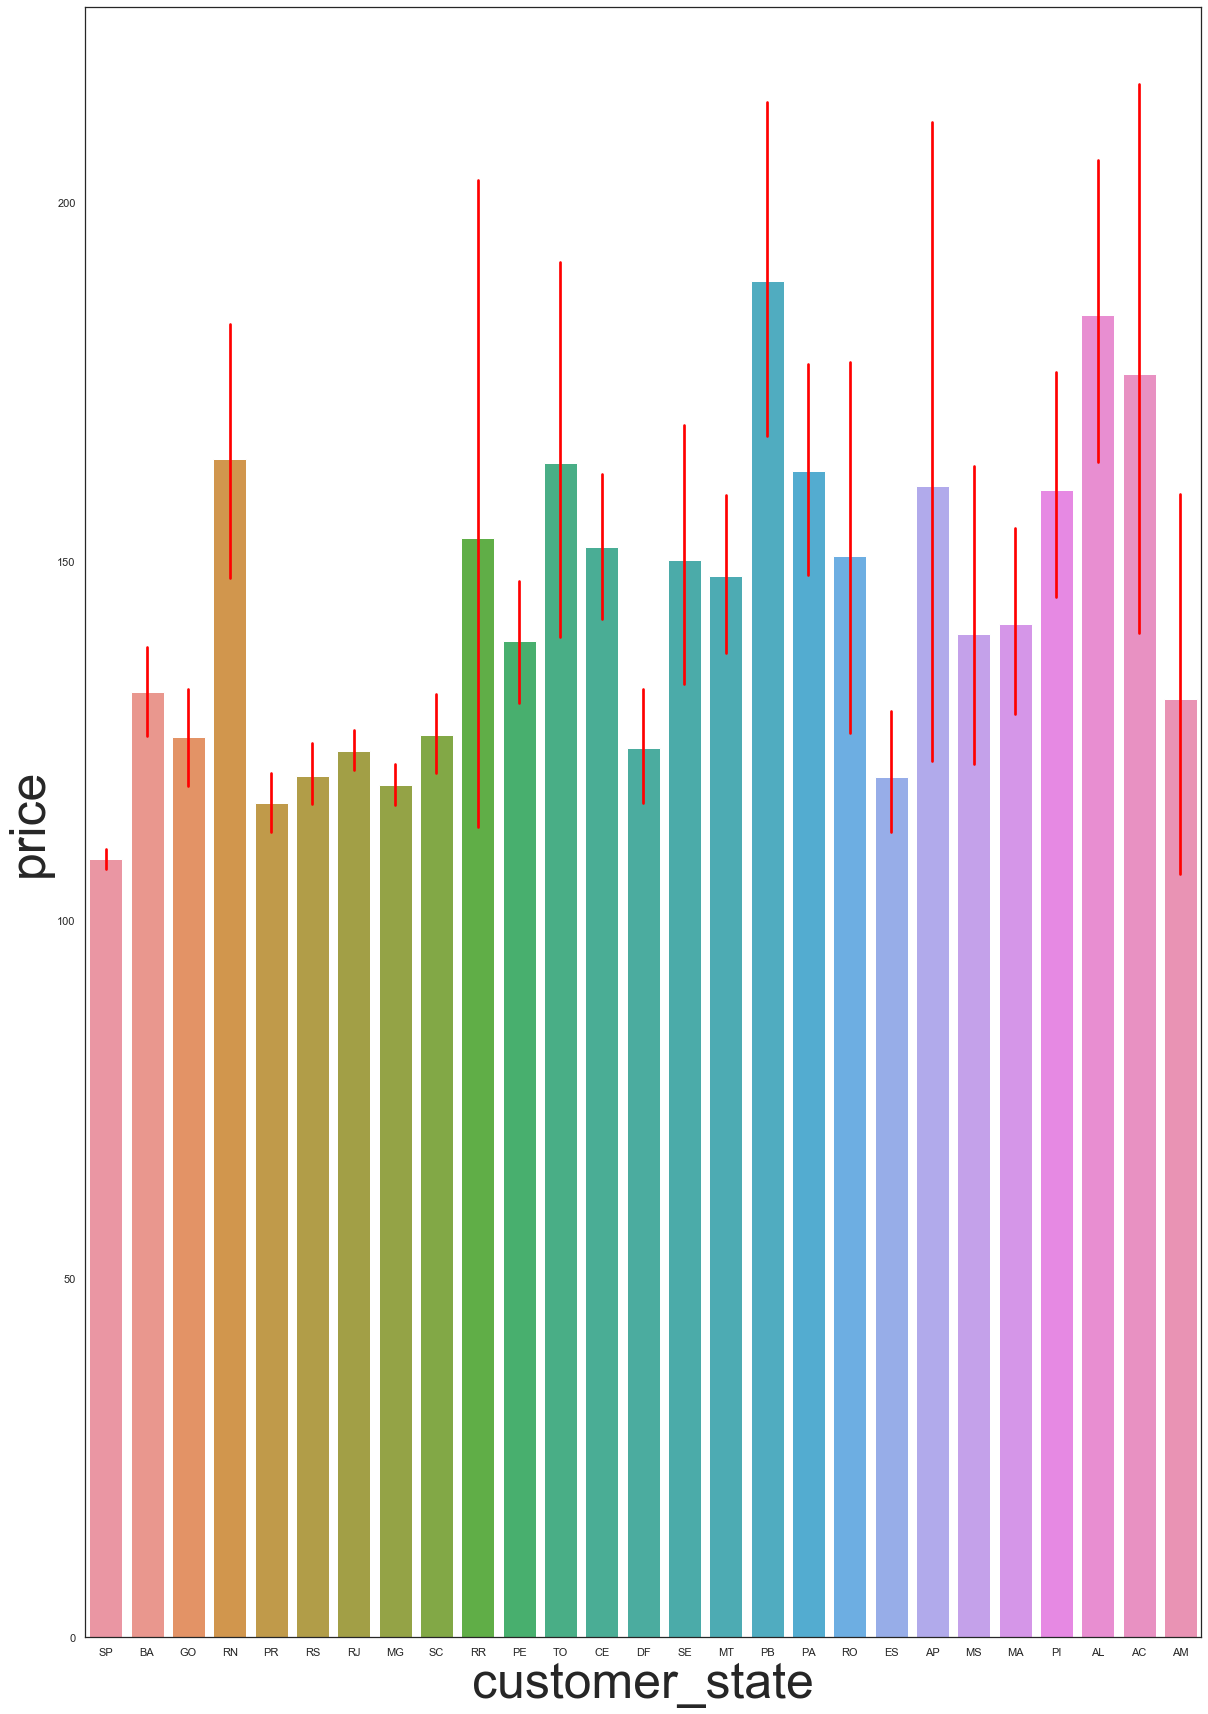 200
150
100
50
0
price
SP BA GO RN PR RS RJ MG SC RR PE TO CE DF SE MT PB PA RO ES AP MS MA PI AL AC AM
customer_state